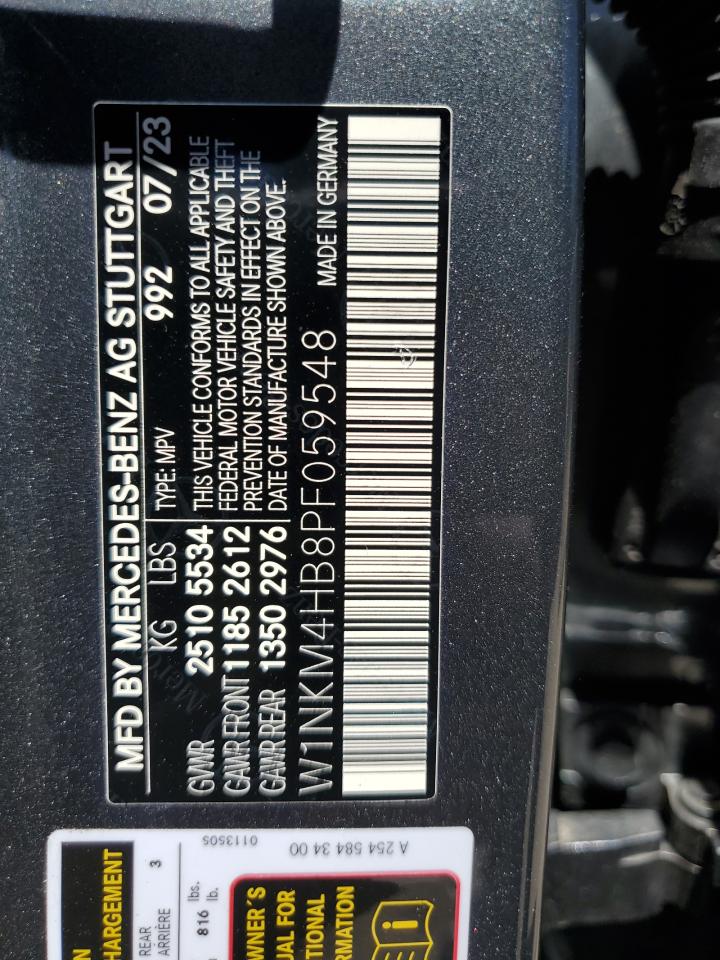 MFD BY MERCEDES-BENZ AG STUTTGART
KG LBS TYPE: MPV 992 07/23
GVWR 2510 5534 THIS VEHICLE CONFORMS TO ALL APPLICABLE
GAWR FRONT 1185 2612 FEDERAL MOTOR VEHICLE SAFETY AND THEFT
GAWR REAR 1350 2976 PREVENTION STANDARDS IN EFFECT ON THE
DATE OF MANUFACTURE SHOWN ABOVE.
W1NKM4HB8PF059548 MADE IN GERMANY
HARGEMENT
REAR 3
ARRIÈRE
816 lbs.
lb.
0113505
A 254 584 34 00
WNER´S
UAL FOR
TIONAL
RMATION